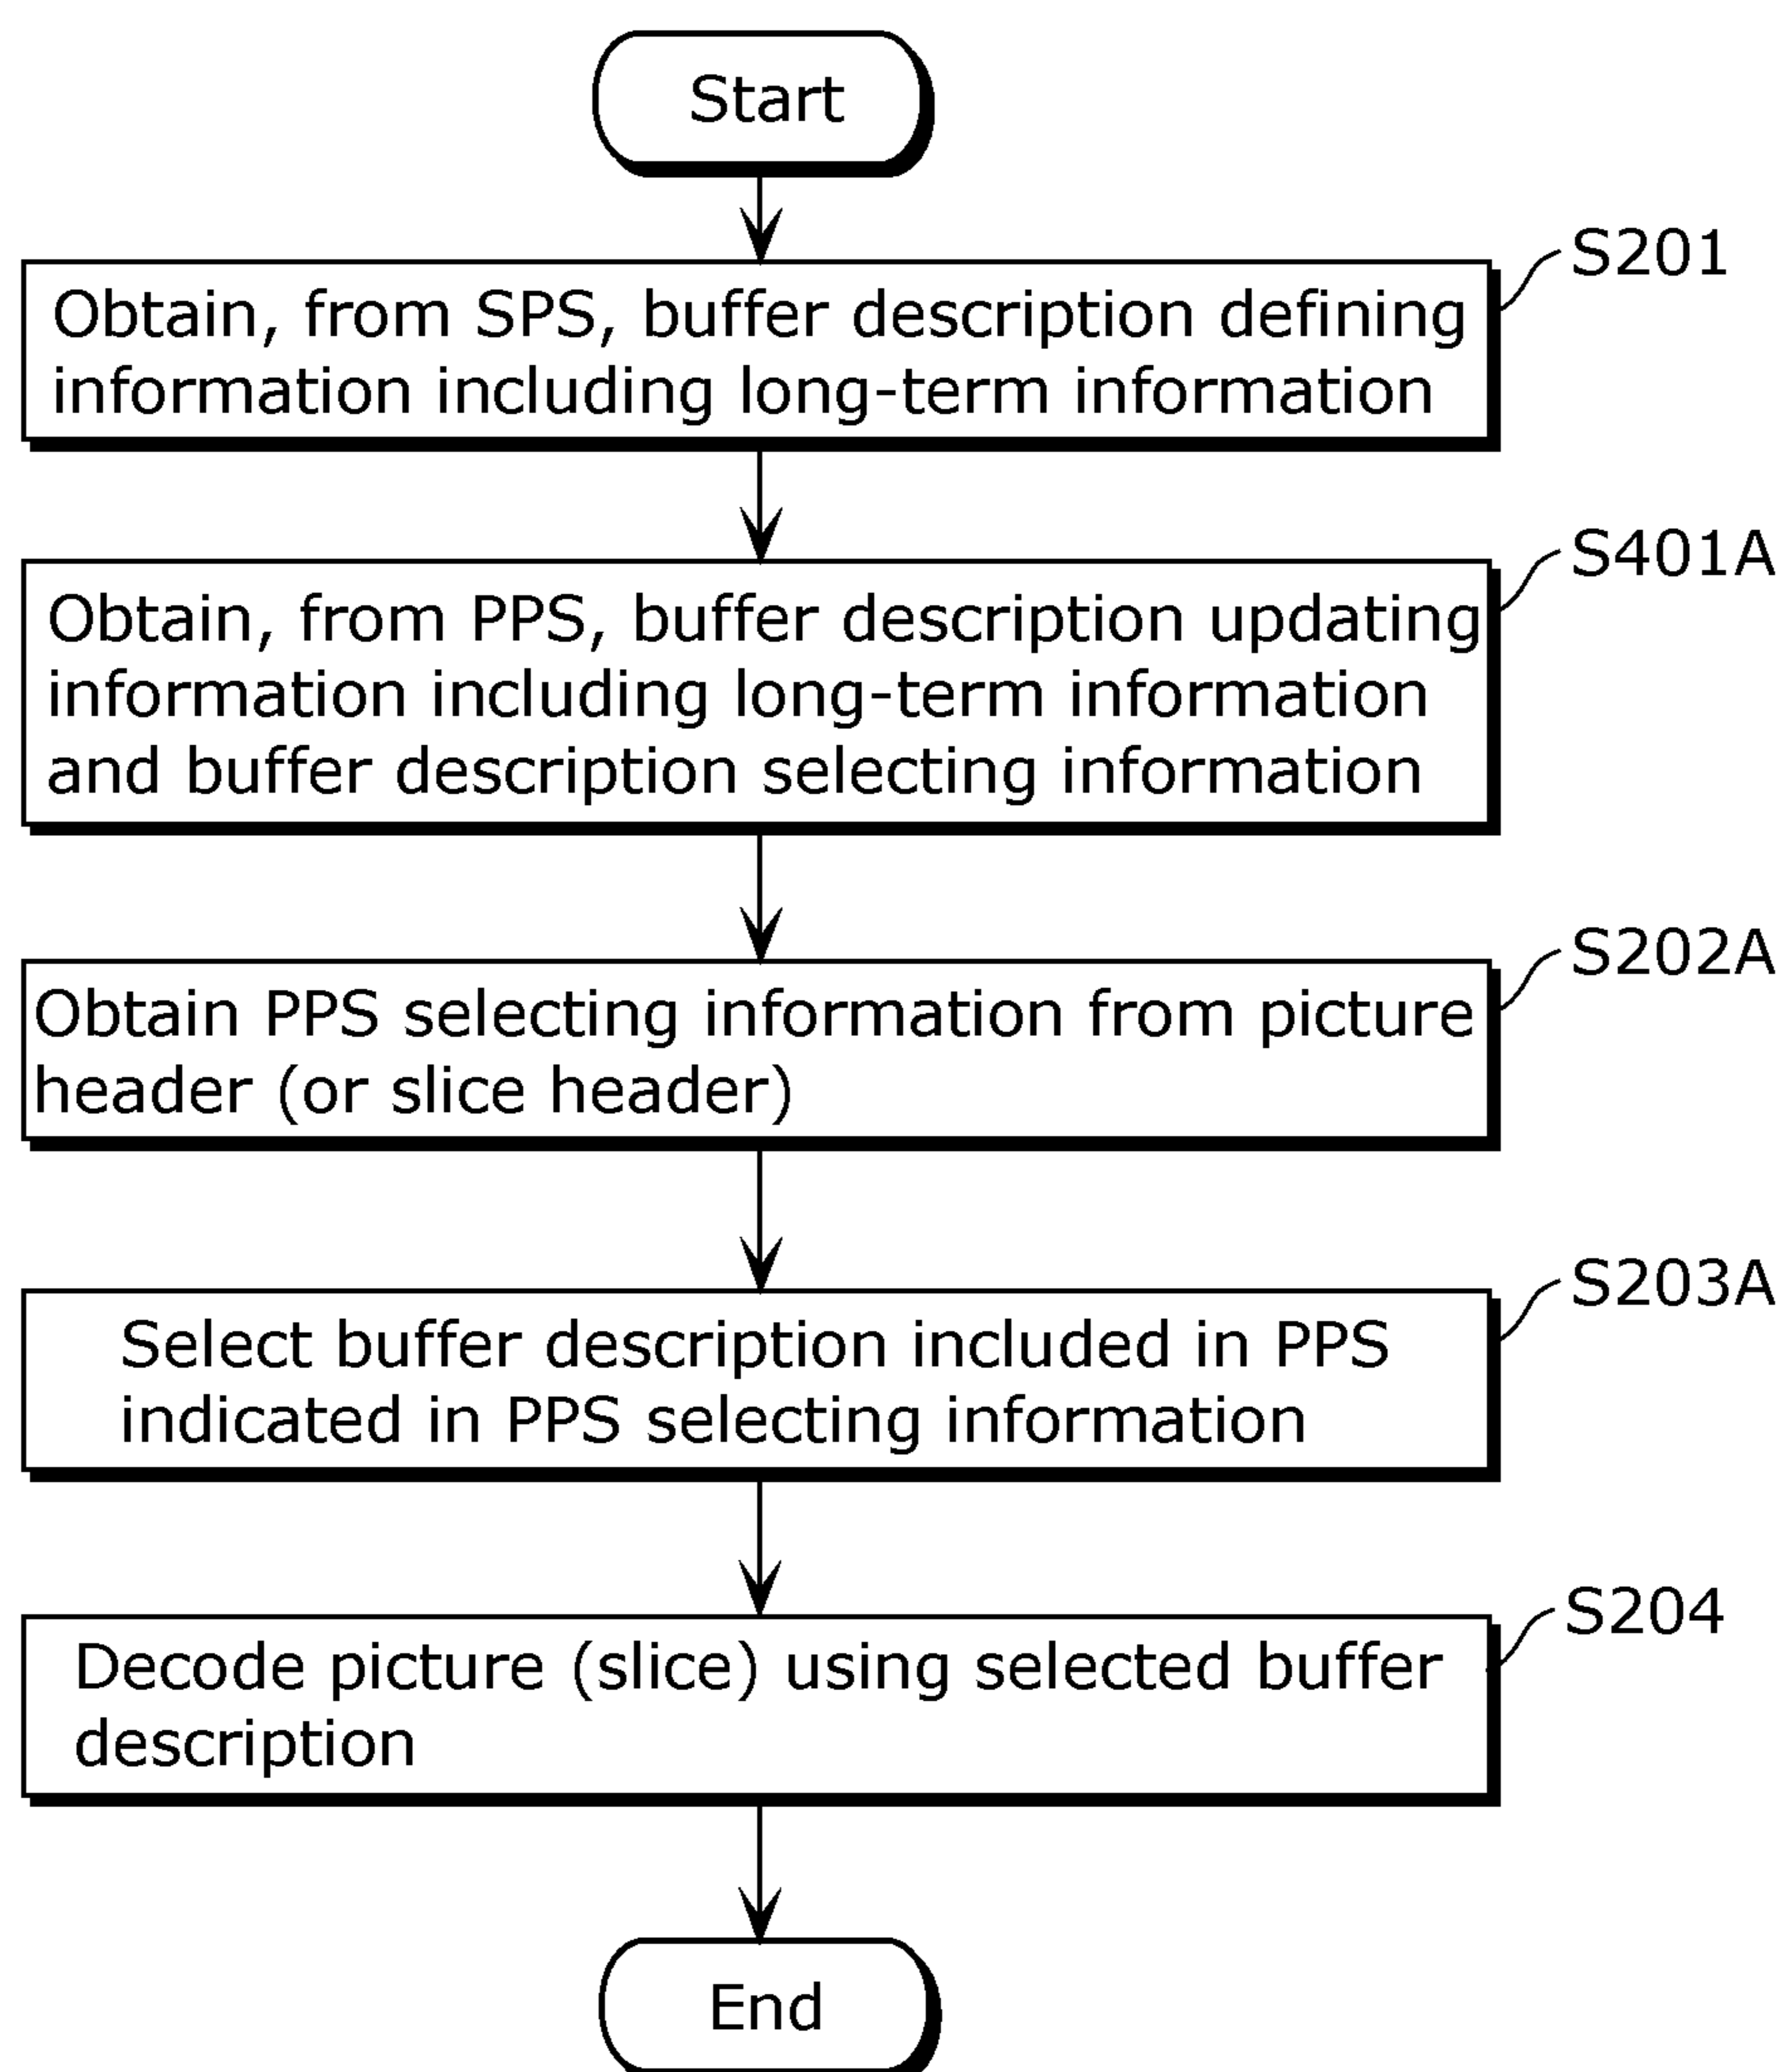 Start
S201
Obtain, from SPS, buffer description defining
information including long-term information
S401A
Obtain, from PPS, buffer description updating
information including long-term information
and buffer description selecting information
S202A
Obtain PPS selecting information from picture
header (or slice header)
S203A
Select buffer description included in PPS
indicated in PPS selecting information
S204
Decode picture (slice) using selected buffer
description
End